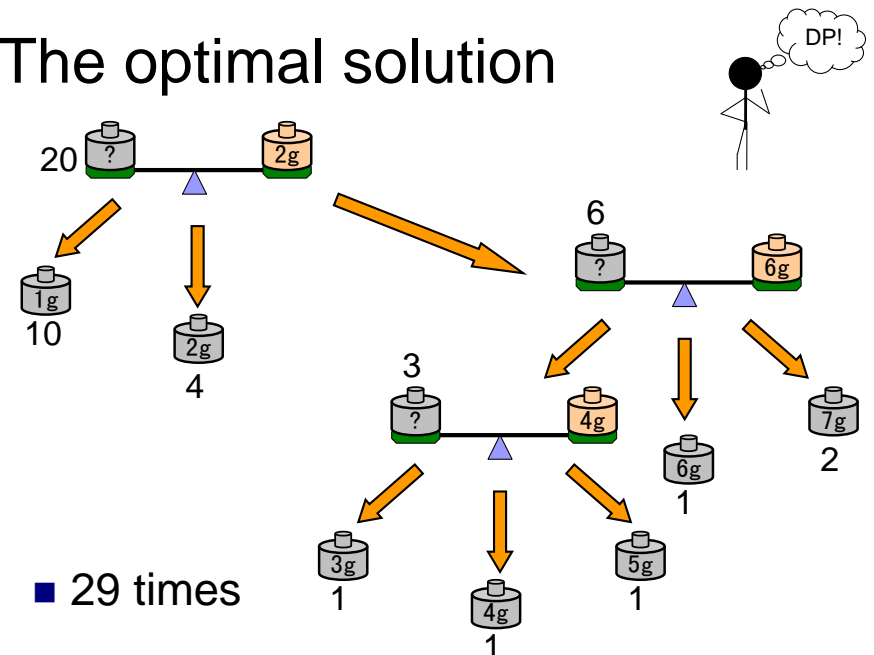 The optimal solution
DP!
20
?
2g
6
?
6g
1g
10
2g
4
3
?
4g
6g
1
7g
2
3g
1
4g
1
5g
1
■ 29 times